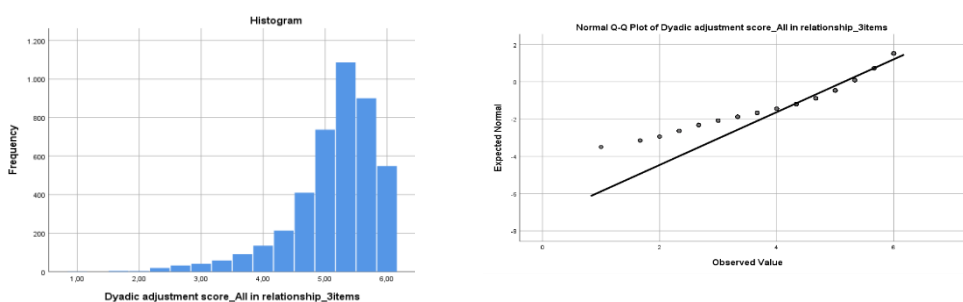 Histogram
1.200
1.000
800
600
400
200
0
Frequency
1,00 2,00 3,00 4,00 5,00 6,00
Dyadic adjustment score_All in relationship_3items
Normal Q-Q Plot of Dyadic adjustment score_All in relationship_3items
2
0
-2
-4
-6
-8
Expected Normal
0 2 4 6
Observed Value